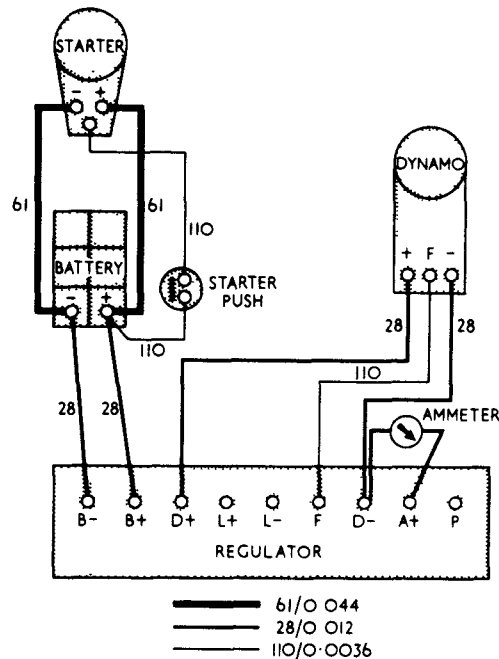 STARTER
- +
DYNAMO
61 61
110
BATTERY
+ F -
- +
STARTER
PUSH
110
28 28
110
28 28
AMMETER
B- B+ D+ L+ L- F D- A+ P
REGULATOR
61/0 044
28/0 012
110/0·0036